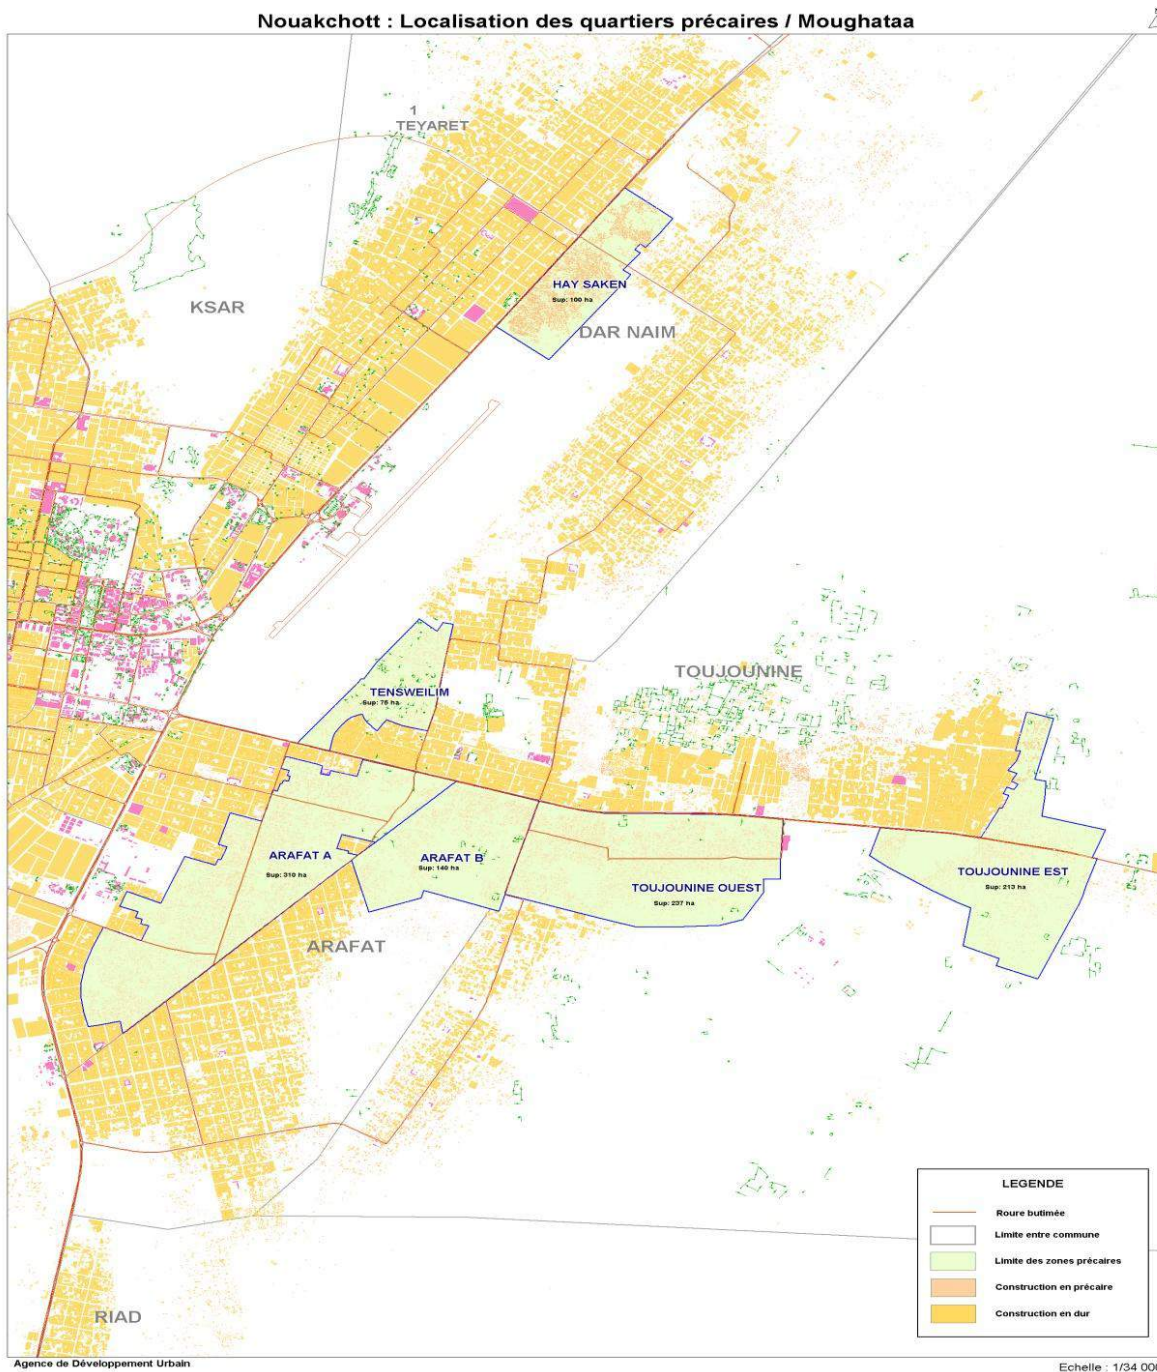 Nouakchott : Localisation des quartiers précaires / Moughataa
1
TEYARET
KSAR
HAY SAKEN
Sup: 100 ha
DAR NAIM
TOUJOUNINE
TENSWEILIM
Sup: 75 ha
ARAFAT A
Sup: 310 ha
ARAFAT B
Sup: 140 ha
TOUJOUNINE OUEST
Sup: 237 ha
TOUJOUNINE EST
Sup: 213 ha
ARAFAT
RIAD
LEGENDE
Roure butimée
Limite entre commune
Limite des zones précaires
Construction en précaire
Construction en dur
Agence de Développement Urbain
Echelle : 1/34 000